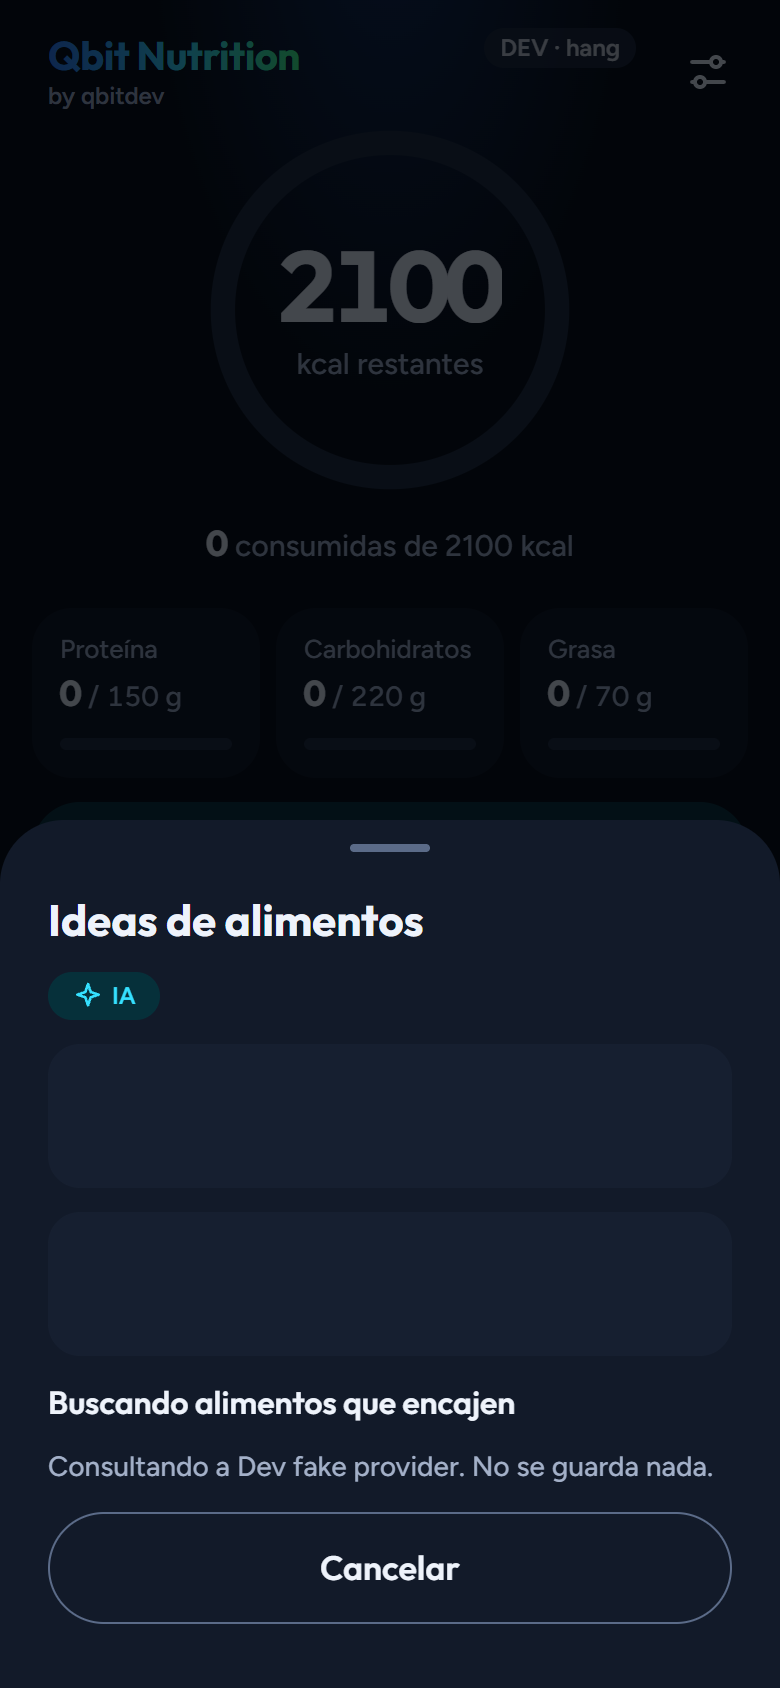 Qbit Nutrition
by qbitdev
DEV · hang
2100
kcal restantes
0 consumidas de 2100 kcal
Proteína
0 / 150 g
Carbohidratos
0 / 220 g
Grasa
0 / 70 g
Ideas de alimentos
IA
Buscando alimentos que encajen
Consultando a Dev fake provider. No se guarda nada.
Cancelar